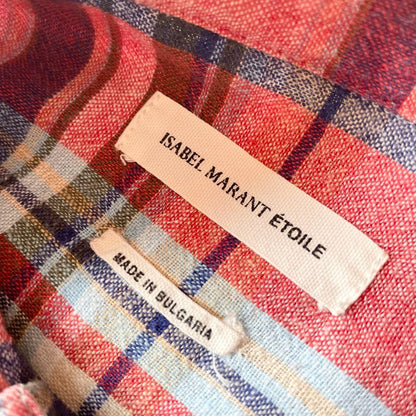 ISABEL MARANT ÉTOILE
MADE IN BULGARIA